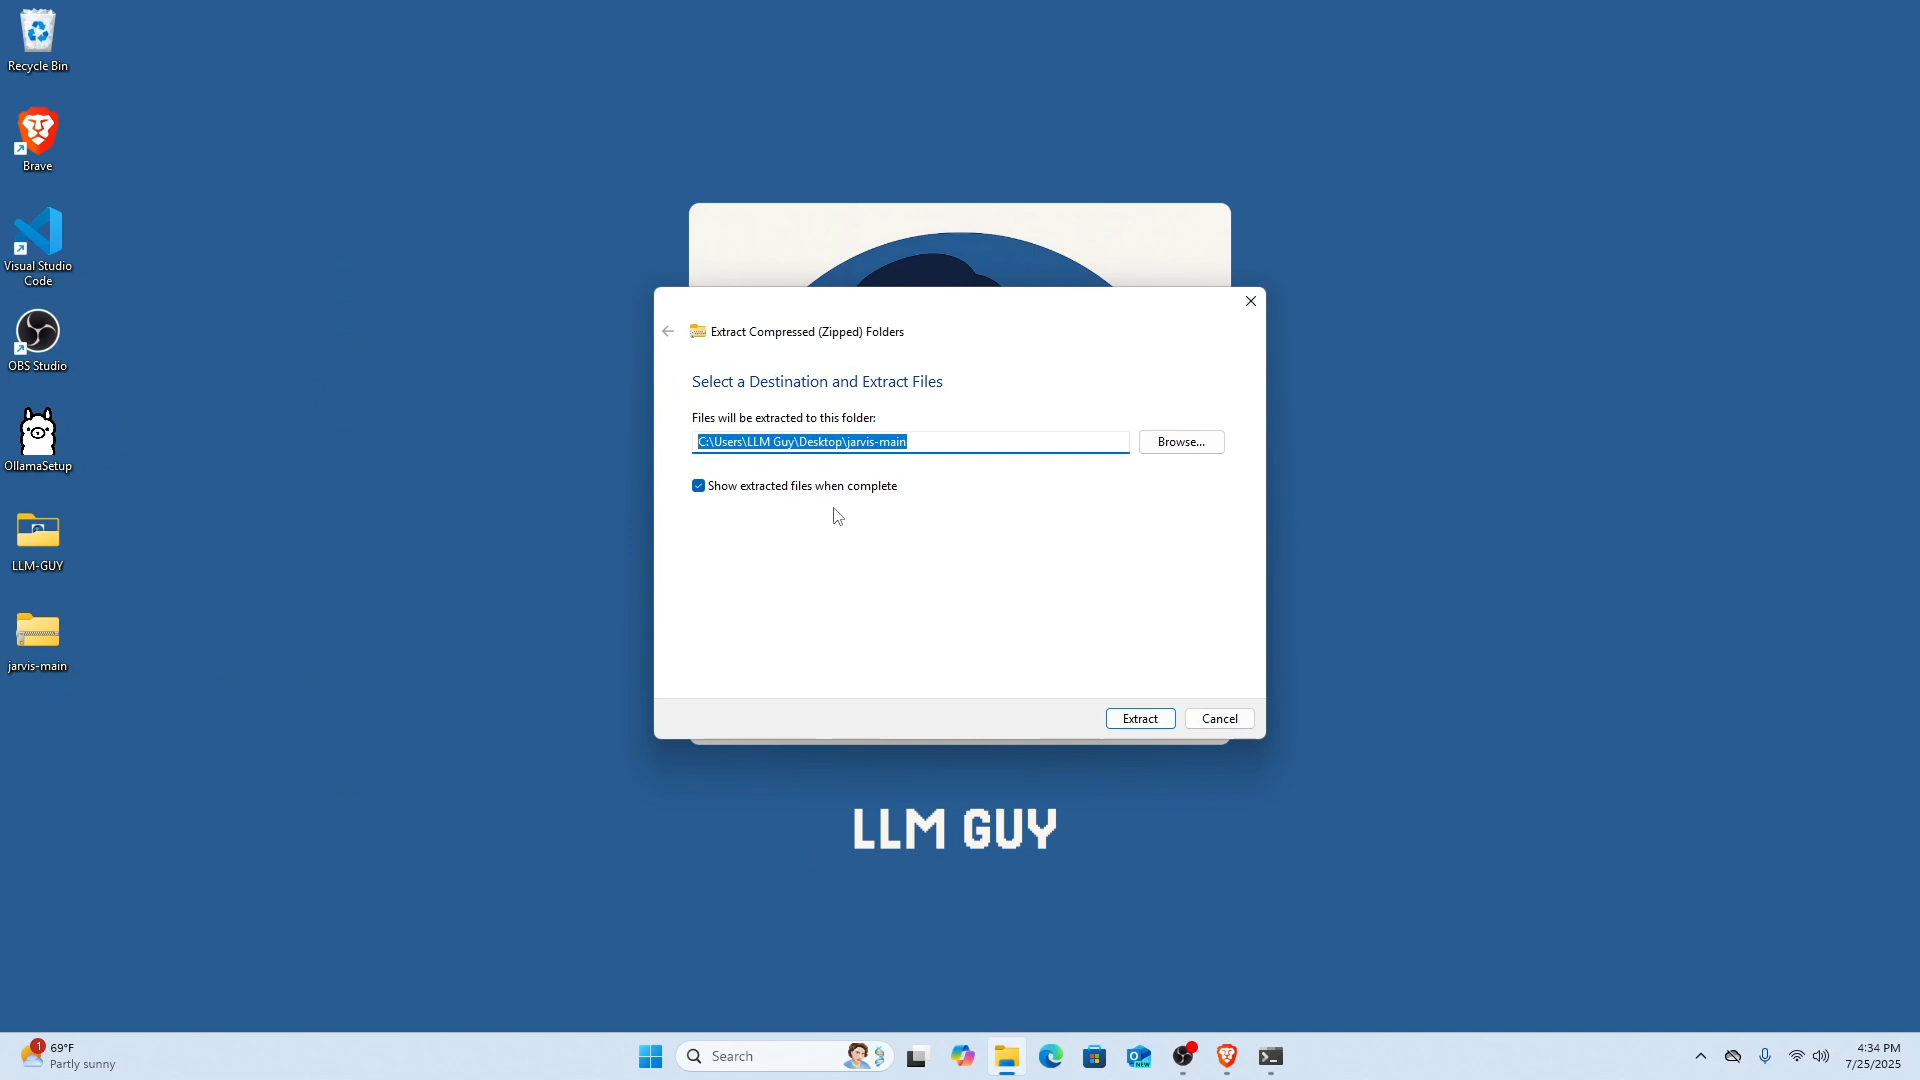 Recycle Bin
Brave
Visual Studio
Code
OBS Studio
OllamaSetup
LLM-GUY
jarvis-main
Extract Compressed (Zipped) Folders
Select a Destination and Extract Files
Files will be extracted to this folder:
C:\Users\LLM Guy\Desktop\jarvis-main
Browse...
Show extracted files when complete
Extract
Cancel
LLM GUY
1
69°F
Partly sunny
Search
NEW
4:34 PM
7/25/2025